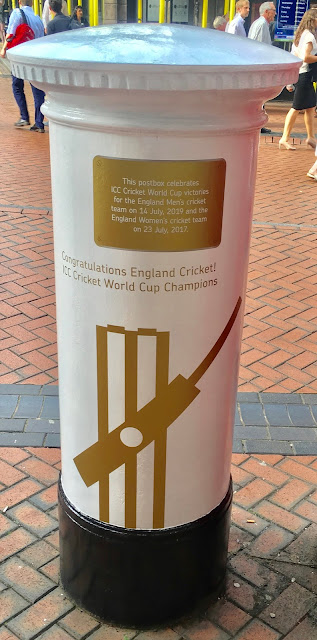 This postbox celebrates
ICC Cricket World Cup victories
for the England Men's cricket
team on 14 July, 2019 and the
England Women's cricket team
on 23 July, 2017.
Congratulations England Cricket!
ICC Cricket World Cup Champions